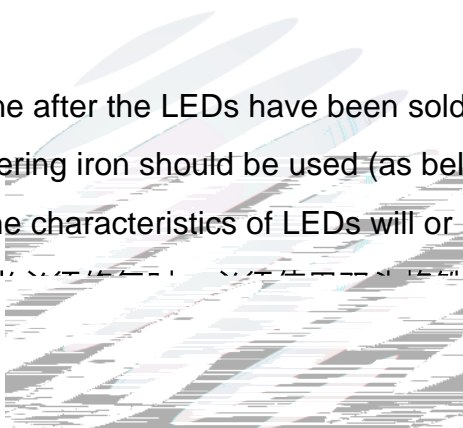 ne after the LEDs have been sold
ering iron should be used (as bel
ne characteristics of LEDs will or